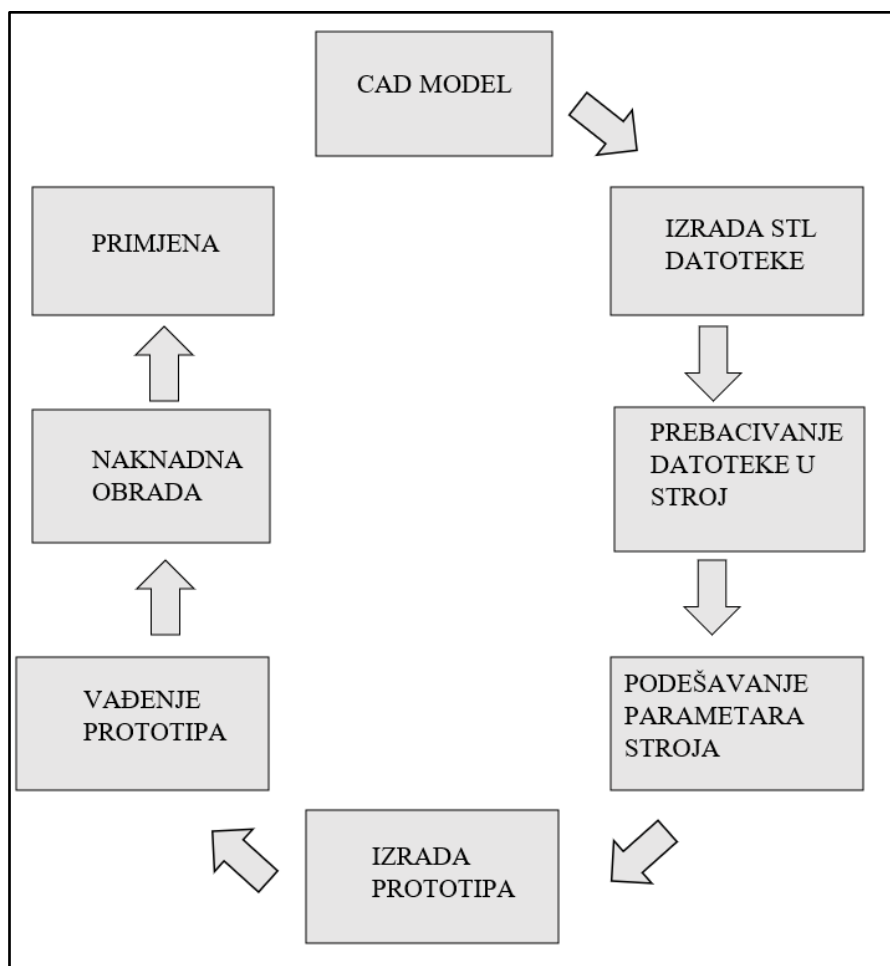 CAD MODEL
IZRADA STL
DATOTEKE
PREBACIVANJE
DATOTEKE U
STROJ
PODEŠAVANJE
PARAMETARA
STROJA
IZRADA
PROTOTIPA
VAĐENJE
PROTOTIPA
NAKNADNA
OBRADA
PRIMJENA